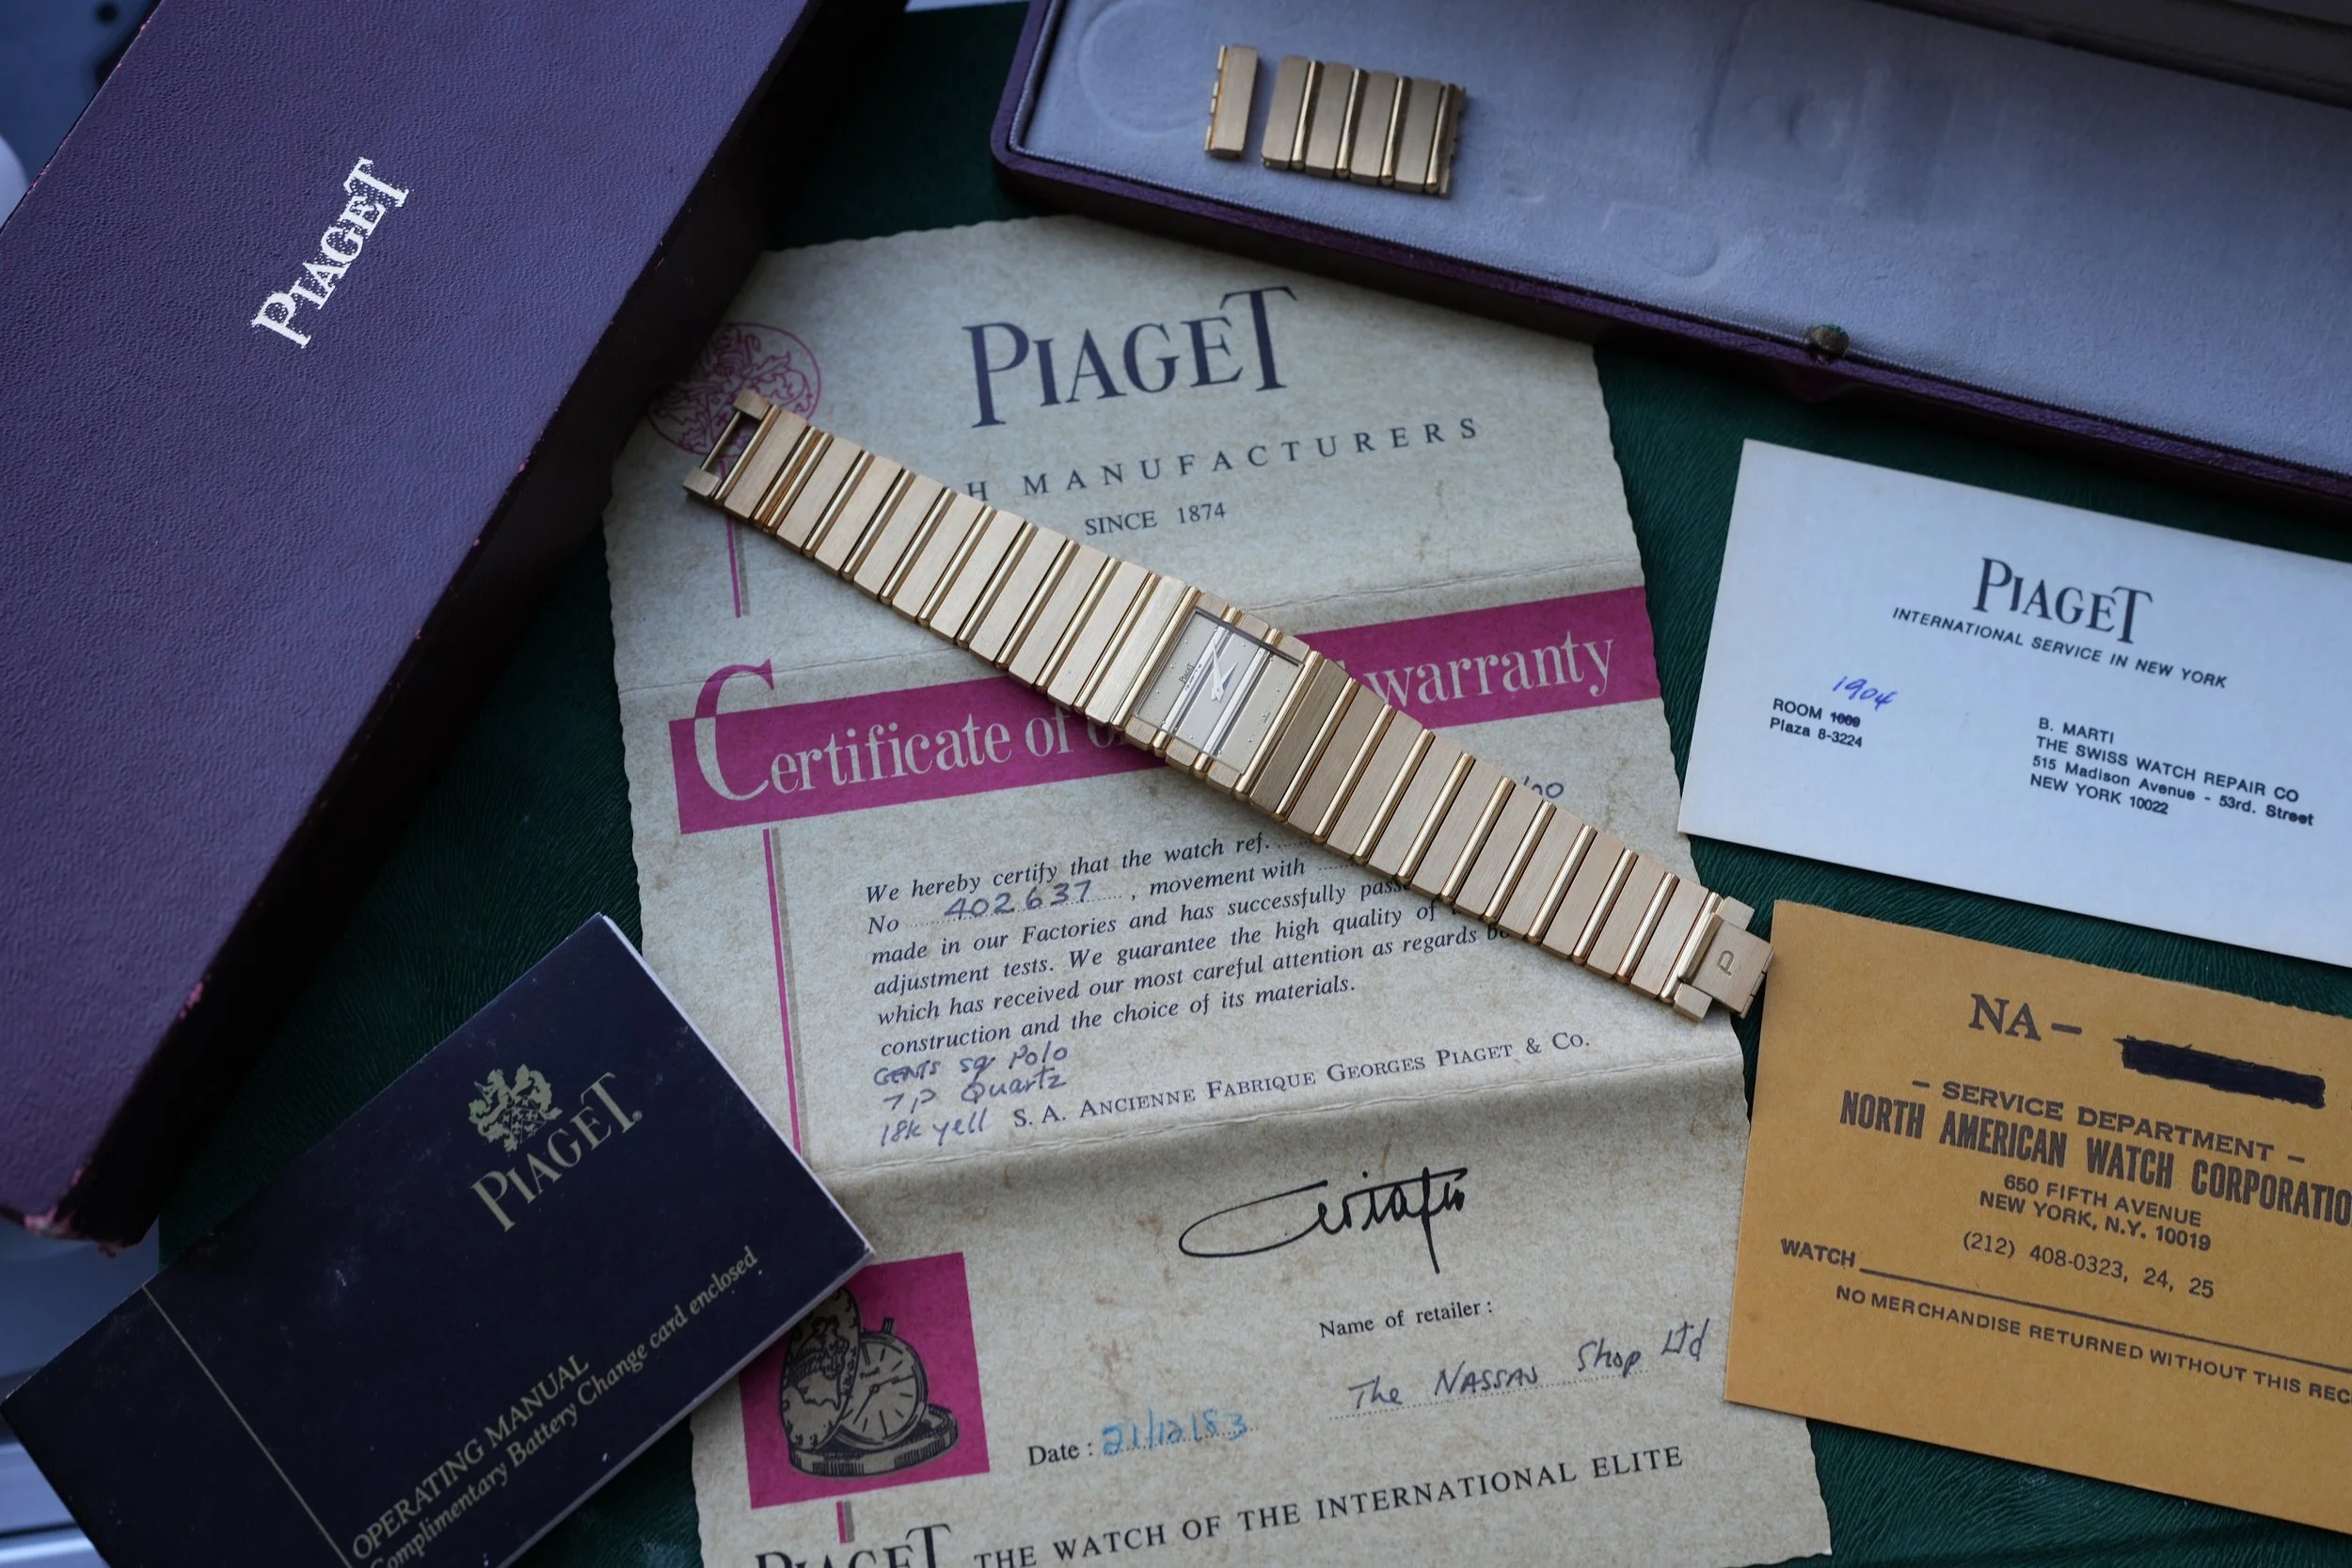 PIAGET
PIAGET
H MANUFACTURERS
SINCE 1874
Certificate of o
warranty
We hereby certify that the watch ref.
No 402637, movement with
made in our Factories and has successfully pass
adjustment tests. We guarantee the high quality of
which has received our most careful attention as regards bo
construction and the choice of its materials.
GENTS sq Polo
7P Quartz
18k yell
S. A. ANCIENNE FABRIQUE GEORGES PIAGET & CO.
Name of retailer :
The NASSAU Shop Ltd
Date : 21/12/83
PIAGET THE WATCH OF THE INTERNATIONAL ELITE
PIAGET
P
PIAGET
INTERNATIONAL SERVICE IN NEW YORK
1904
ROOM 1000
Plaza 8-3224
B. MARTI
THE SWISS WATCH REPAIR CO
515 Madison Avenue - 53rd. Street
NEW YORK 10022
NA –
– SERVICE DEPARTMENT –
NORTH AMERICAN WATCH CORPORATIO
650 FIFTH AVENUE
NEW YORK, N.Y. 10019
(212) 408-0323, 24, 25
WATCH
NO MERCHANDISE RETURNED WITHOUT THIS REC
PIAGET
OPERATING MANUAL
Complimentary Battery Change card enclosed